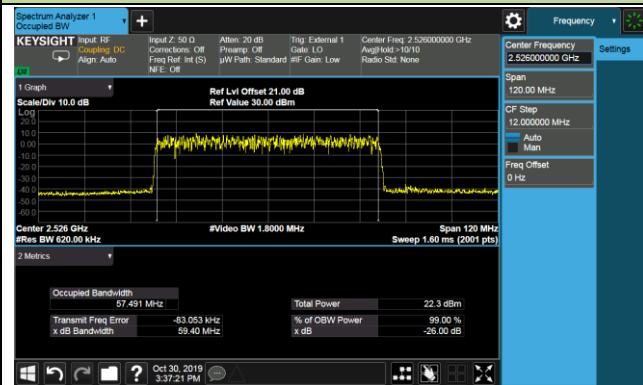 Spectrum Analyzer 1
Occupied BW
Frequency
KEYSIGHT
Input: RF
Coupling: DC
Align: Auto
Input Z: 50 Ω
Corrections: Off
Freq Ref: Int (S)
NFE: Off
Atten: 20 dB
Preamp: Off
µW Path: Standard
Trig: External 1
Gate: LO
#IF Gain: Low
Center Freq: 2.526000000 GHz
Avg|Hold:>10/10
Radio Std: None
Center Frequency
2.526000000 GHz
Settings
Span
120.00 MHz
CF Step
12.000000 MHz
Auto
Man
Freq Offset
0 Hz
1 Graph
Scale/Div 10.0 dB
Ref Lvl Offset 21.00 dB
Ref Value 30.00 dBm
Log
20.0
10.0
0.00
-10.0
-20.0
-30.0
-40.0
-50.0
-60.0
Center 2.526 GHz
#Res BW 620.00 kHz
#Video BW 1.8000 MHz
Span 120 MHz
Sweep 1.60 ms (2001 pts)
2 Metrics
Occupied Bandwidth
57.491 MHz
Total Power 22.3 dBm
Transmit Freq Error -83.053 kHz
% of OBW Power 99.00 %
x dB Bandwidth 59.40 MHz
x dB -26.00 dB
?
Oct 30, 2019
3:37:21 PM